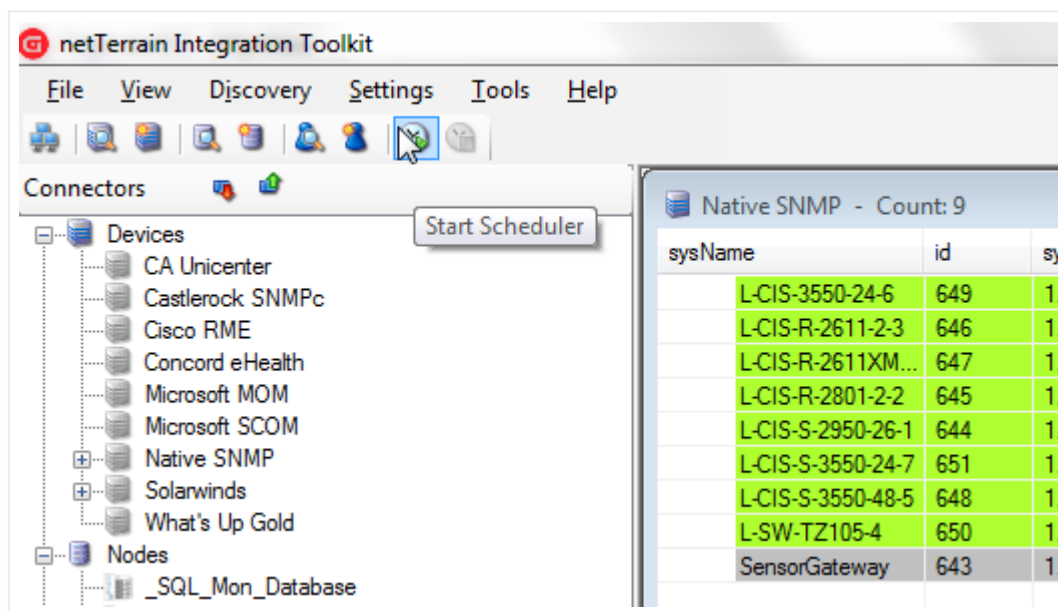 netTerrain Integration Toolkit
File View Discovery Settings Tools Help
Connectors
Start Scheduler
Devices
CA Unicenter
Castlerock SNMPc
Cisco RME
Concord eHealth
Microsoft MOM
Microsoft SCOM
Native SNMP
Solarwinds
What's Up Gold
Nodes
_SQL_Mon_Database
Native SNMP - Count: 9
sysName id
L-CIS-3550-24-6 649
L-CIS-R-2611-2-3 646
L-CIS-R-2611XM... 647
L-CIS-R-2801-2-2 645
L-CIS-S-2950-26-1 644
L-CIS-S-3550-24-7 651
L-CIS-S-3550-48-5 648
L-SW-TZ105-4 650
SensorGateway 643